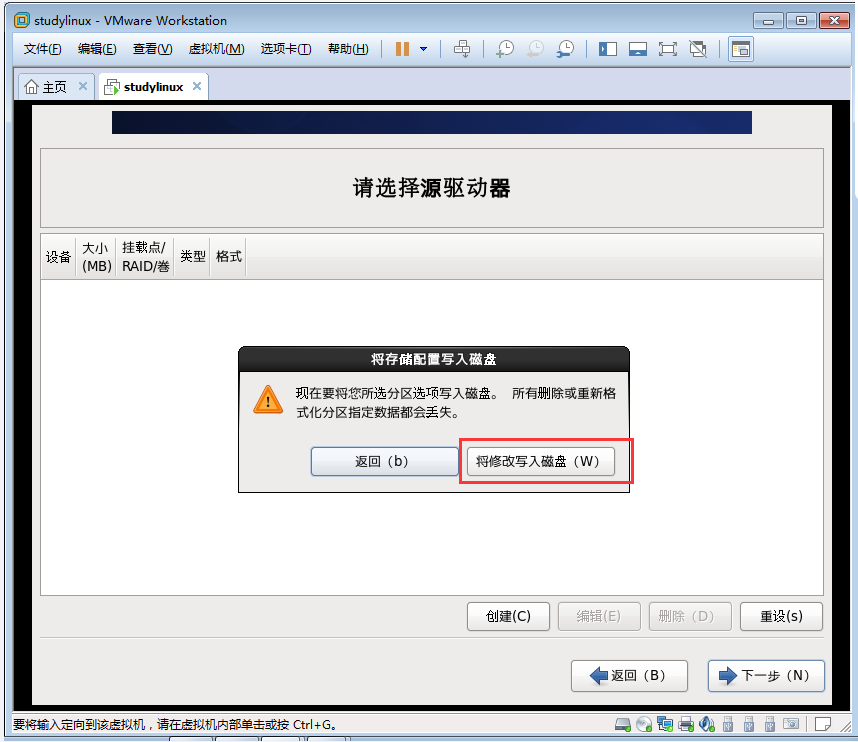 studylinux - VMware Workstation
文件(F) 编辑(E) 查看(V) 虚拟机(M) 选项卡(T) 帮助(H)
主页 studylinux
请选择源驱动器
设备 大小(MB) 挂载点/RAID/卷 类型 格式
将存储配置写入磁盘
现在要将您所选分区选项写入磁盘。 所有删除或重新格
式化分区指定数据都会丢失。
返回（b） 将修改写入磁盘（W）
创建(C) 编辑(E) 删除（D） 重设(s)
返回（B） 下一步（N）
要将输入定向到该虚拟机，请在虚拟机内部单击或按 Ctrl+G。